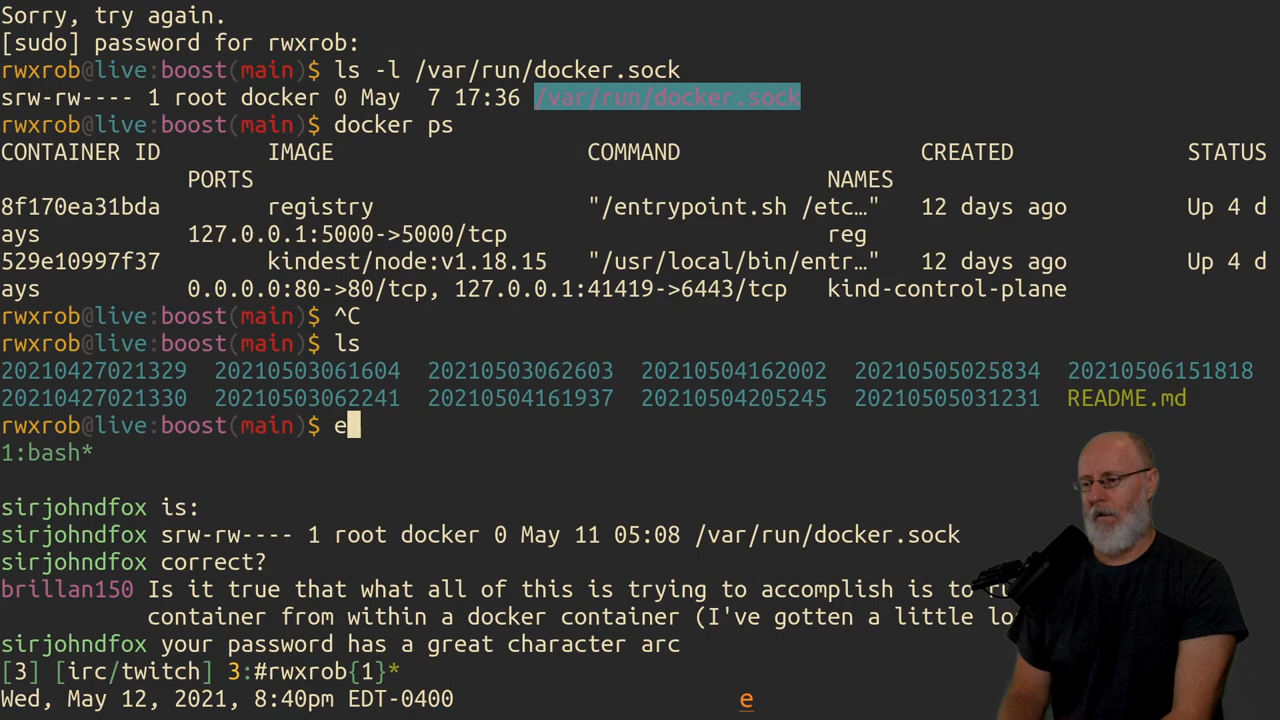 Sorry, try again.
[sudo] password for rwxrob:
rwxrob@live:boost(main)$ ls -l /var/run/docker.sock
srw-rw---- 1 root docker 0 May  7 17:36 /var/run/docker.sock
rwxrob@live:boost(main)$ docker ps
CONTAINER ID        IMAGE                   COMMAND                  CREATED             STATUS
              PORTS                                             NAMES
8f170ea31bda        registry                "/entrypoint.sh /etc…"   12 days ago         Up 4 d
ays           127.0.0.1:5000->5000/tcp                        reg
529e10997f37        kindest/node:v1.18.15   "/usr/local/bin/entr…"   12 days ago         Up 4 d
ays           0.0.0.0:80->80/tcp, 127.0.0.1:41419->6443/tcp   kind-control-plane
rwxrob@live:boost(main)$ ^C
rwxrob@live:boost(main)$ ls
20210427021329  20210503061604  20210503062603  20210504162002  20210505025834  20210506151818
20210427021330  20210503062241  20210504161937  20210504205245  20210505031231  README.md
rwxrob@live:boost(main)$ e
1:bash*
sirjohndfox is:
sirjohndfox srw-rw---- 1 root docker 0 May 11 05:08 /var/run/docker.sock
sirjohndfox correct?
brillan150 Is it true that what all of this is trying to accomplish is to
container from within a docker container (I've gotten a little
sirjohndfox your password has a great character arc
[3] [irc/twitch] 3:#rwxrob{1}*
Wed, May 12, 2021, 8:40pm EDT-0400                           e